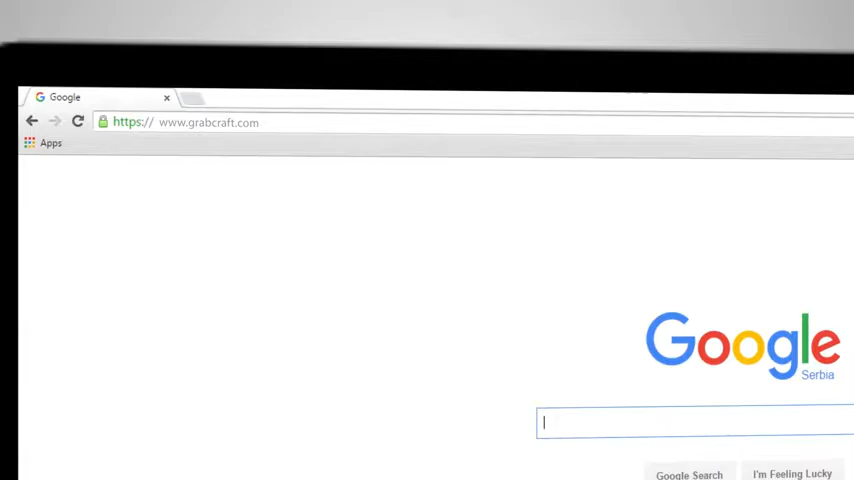 Google
https:// www.grabcraft.com
Apps
Google
Serbia
Google Search
I'm Feeling Lucky